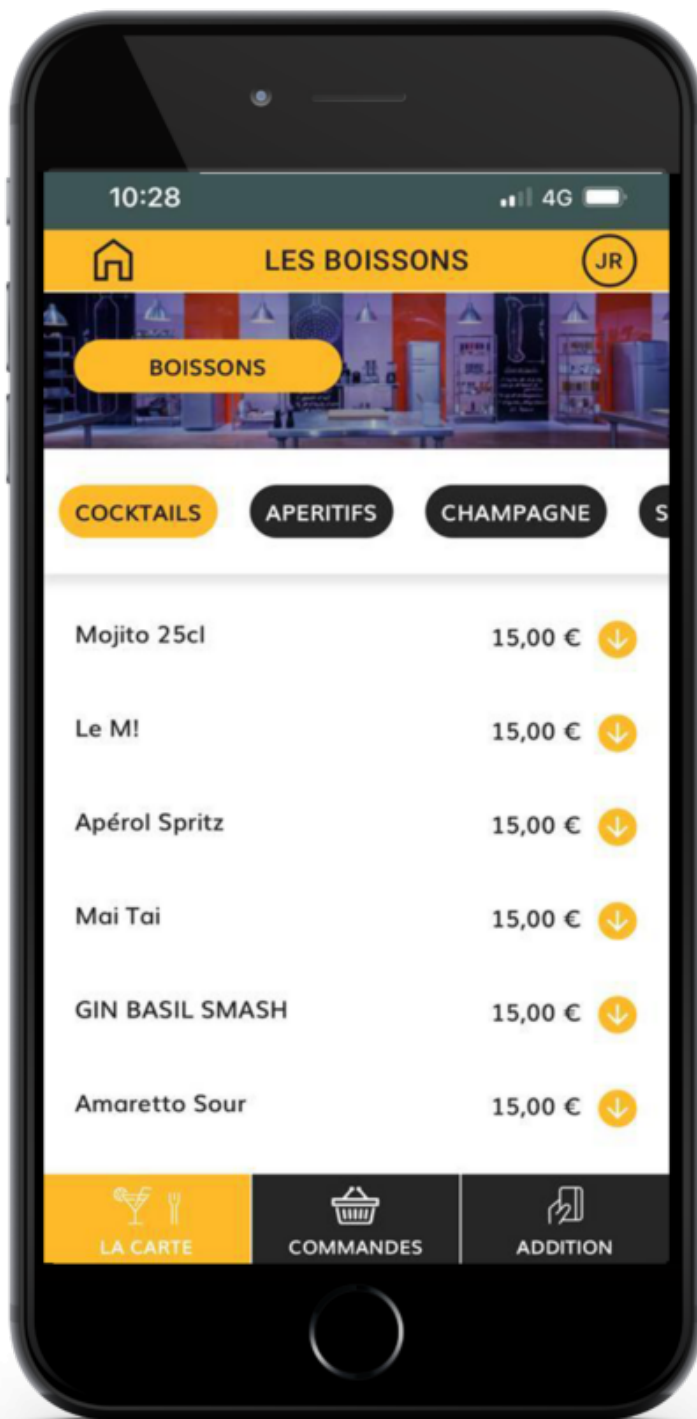 10:28 4G
LES BOISSONS JR
BOISSONS
COCKTAILS APERITIFS CHAMPAGNE S
Mojito 25cl 15,00 €
Le M! 15,00 €
Apérol Spritz 15,00 €
Mai Tai 15,00 €
GIN BASIL SMASH 15,00 €
Amaretto Sour 15,00 €
LA CARTE COMMANDES ADDITION